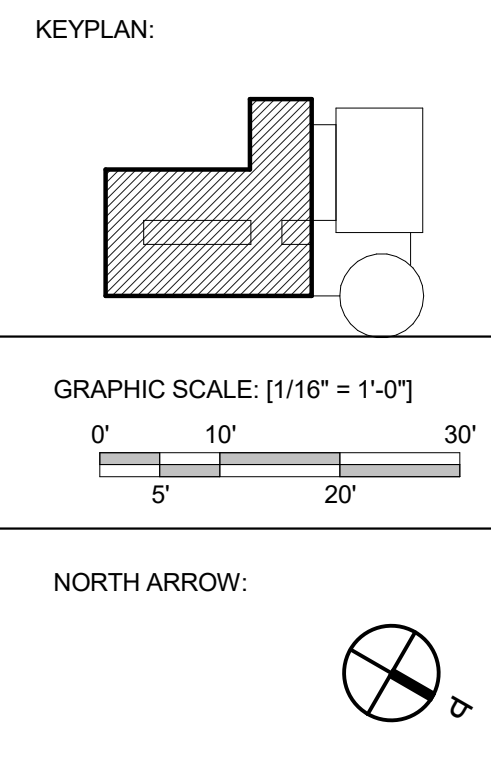 KEYPLAN:
GRAPHIC SCALE: [1/16" = 1'-0"]
0' 10' 30'
5' 20'
NORTH ARROW: